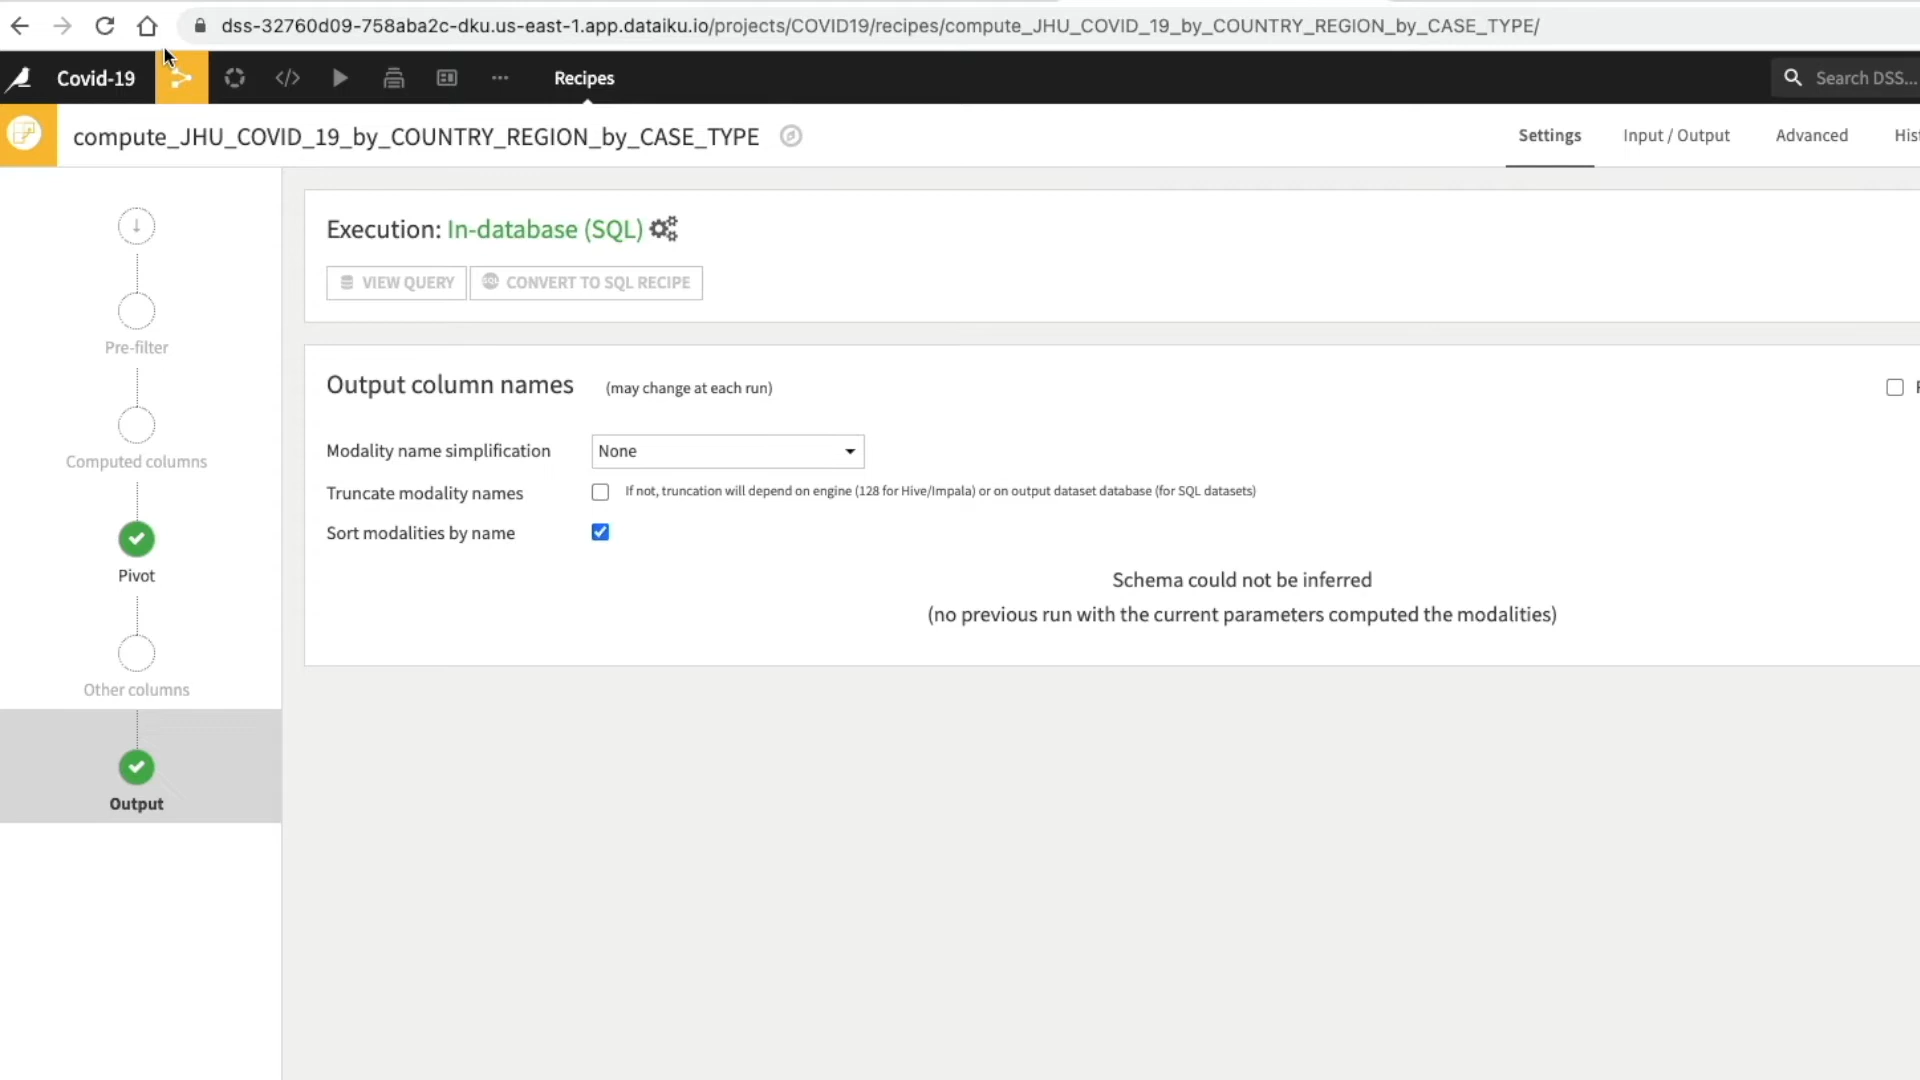 dss-32760d09-758aba2c-dku.us-east-1.app.dataiku.io/projects/COVID19/recipes/compute_JHU_COVID_19_by_COUNTRY_REGION_by_CASE_TYPE/
Covid-19 Recipes Search DSS...
compute_JHU_COVID_19_by_COUNTRY_REGION_by_CASE_TYPE Settings Input / Output Advanced
Execution: In-database (SQL)
VIEW QUERY CONVERT TO SQL RECIPE
Pre-filter
Output column names (may change at each run)
Modality name simplification None
Computed columns
Truncate modality names If not, truncation will depend on engine (128 for Hive/Impala) or on output dataset database (for SQL datasets)
Sort modalities by name
Pivot
Schema could not be inferred
(no previous run with the current parameters computed the modalities)
Other columns
Output